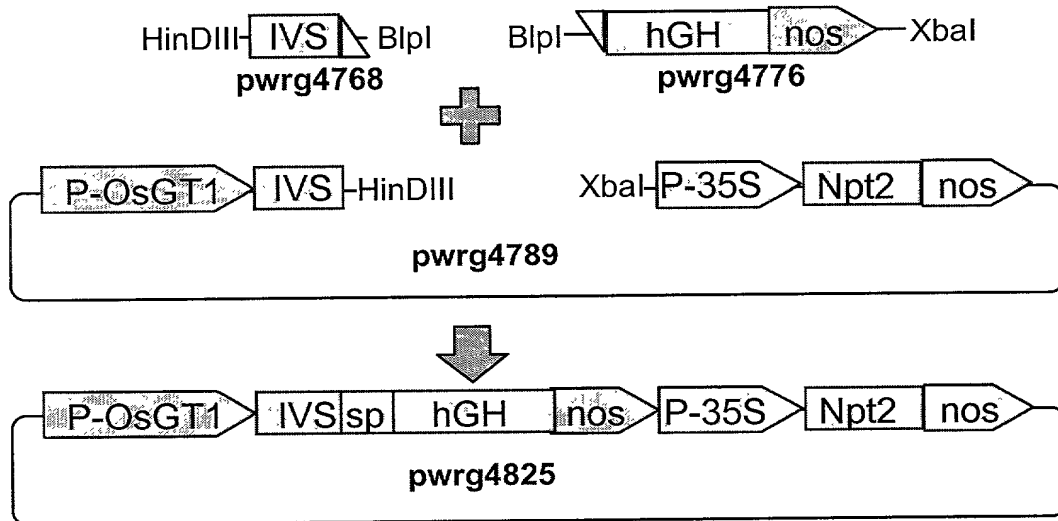 HinDIII IVS BlpI BlpI hGH nos XbaI
pwrg4768 pwrg4776
P-OsGT1 IVS HinDIII XbaI P-35S Npt2 nos
pwrg4789
P-OsGT1 IVS sp hGH nos P-35S Npt2 nos
pwrg4825